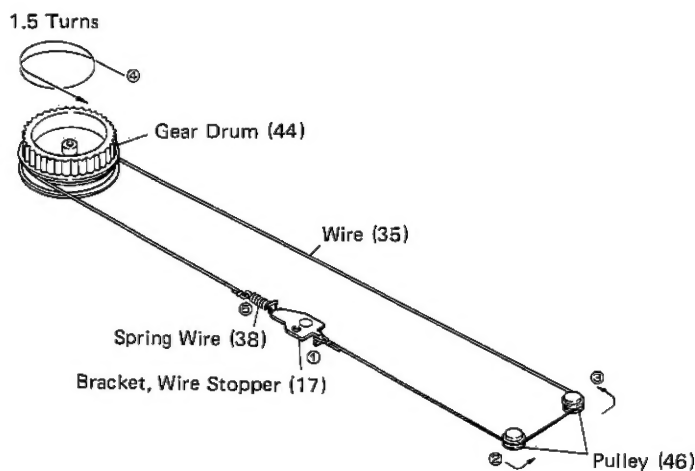 1.5 Turns
④
Gear Drum (44)
Wire (35)
⑤
Spring Wire (38)
①
Bracket, Wire Stopper (17)
③
②
Pulley (46)